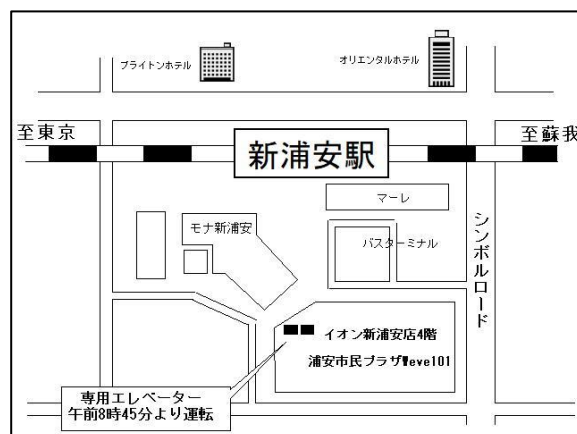 ブライトンホテル
オリエンタルホテル
至東京
至蘇我
新浦安駅
マーレ
モナ新浦安
バスターミナル
シンボルロード
イオン新浦安店4階
浦安市民プラザWave101
専用エレベーター
午前8時45分より運転